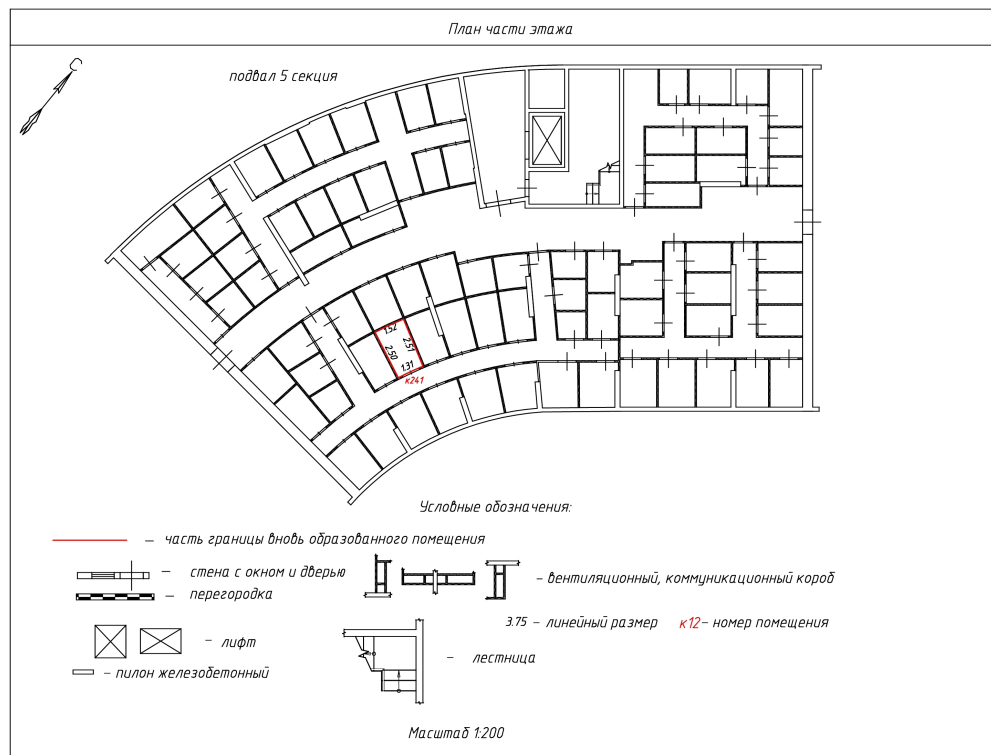 План части этажа
С
подвал 5 секция
1.52
2.51
2.50
1.31
к241
Условные обозначения:
— часть границы вновь образованного помещения
— стена с окном и дверью
— перегородка
— вентиляционный, коммуникационный короб
3.75 — линейный размер к12 — номер помещения
— лифт
— лестница
— пилон железобетонный
Масштаб 1:200